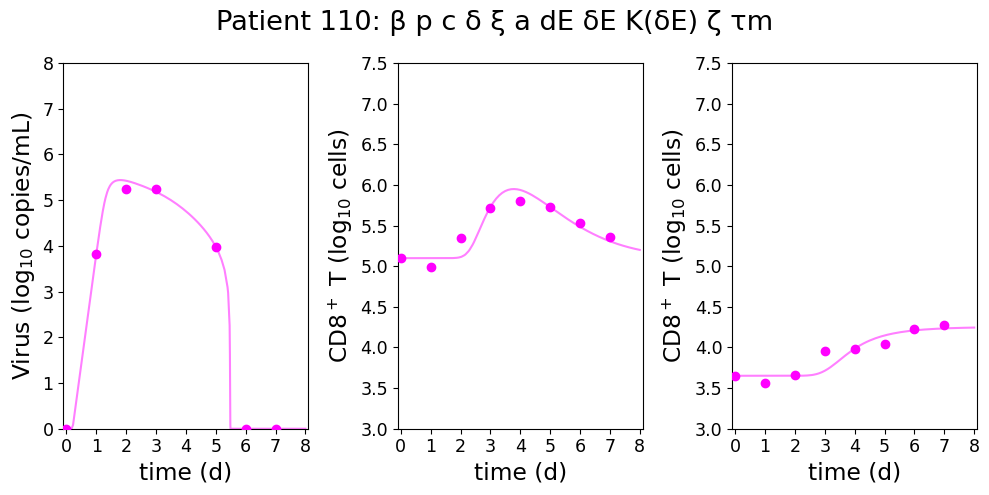 Patient 110: β p c δ ξ a dE δE K(δE) ζ τm
Virus (log10 copies/mL)
8
7
6
5
4
3
2
1
0
0 1 2 3 4 5 6 7 8
time (d)
CD8+ T (log10 cells)
7.5
7.0
6.5
6.0
5.5
5.0
4.5
4.0
3.5
3.0
0 1 2 3 4 5 6 7 8
time (d)
CD8+ T (log10 cells)
7.5
7.0
6.5
6.0
5.5
5.0
4.5
4.0
3.5
3.0
0 1 2 3 4 5 6 7 8
time (d)